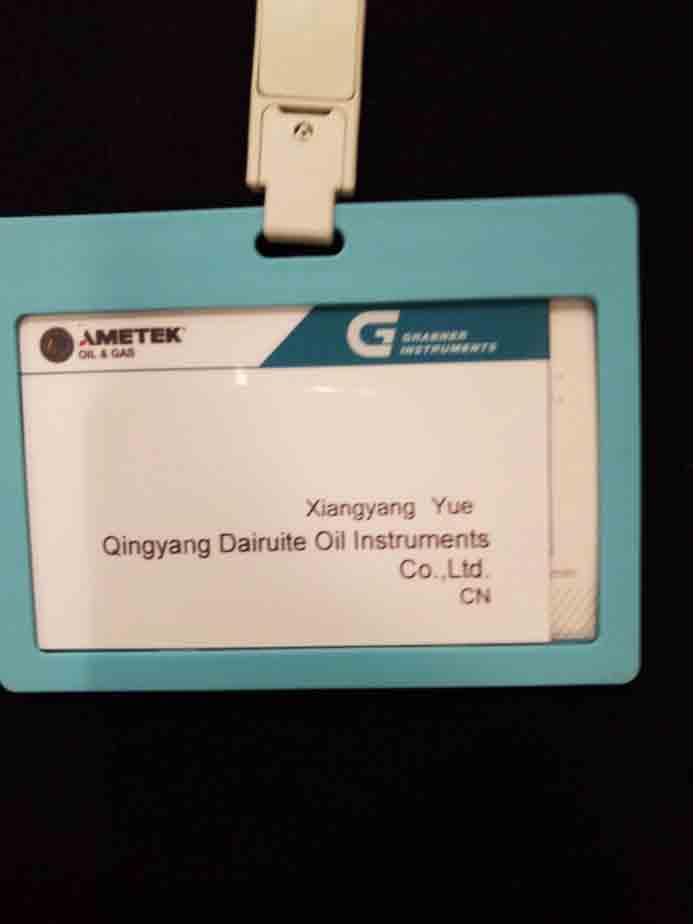 AMETEK
OIL & GAS
G GRABNER
INSTRUMENTS
Xiangyang Yue
Qingyang Dairuite Oil Instruments
Co.,Ltd.
CN